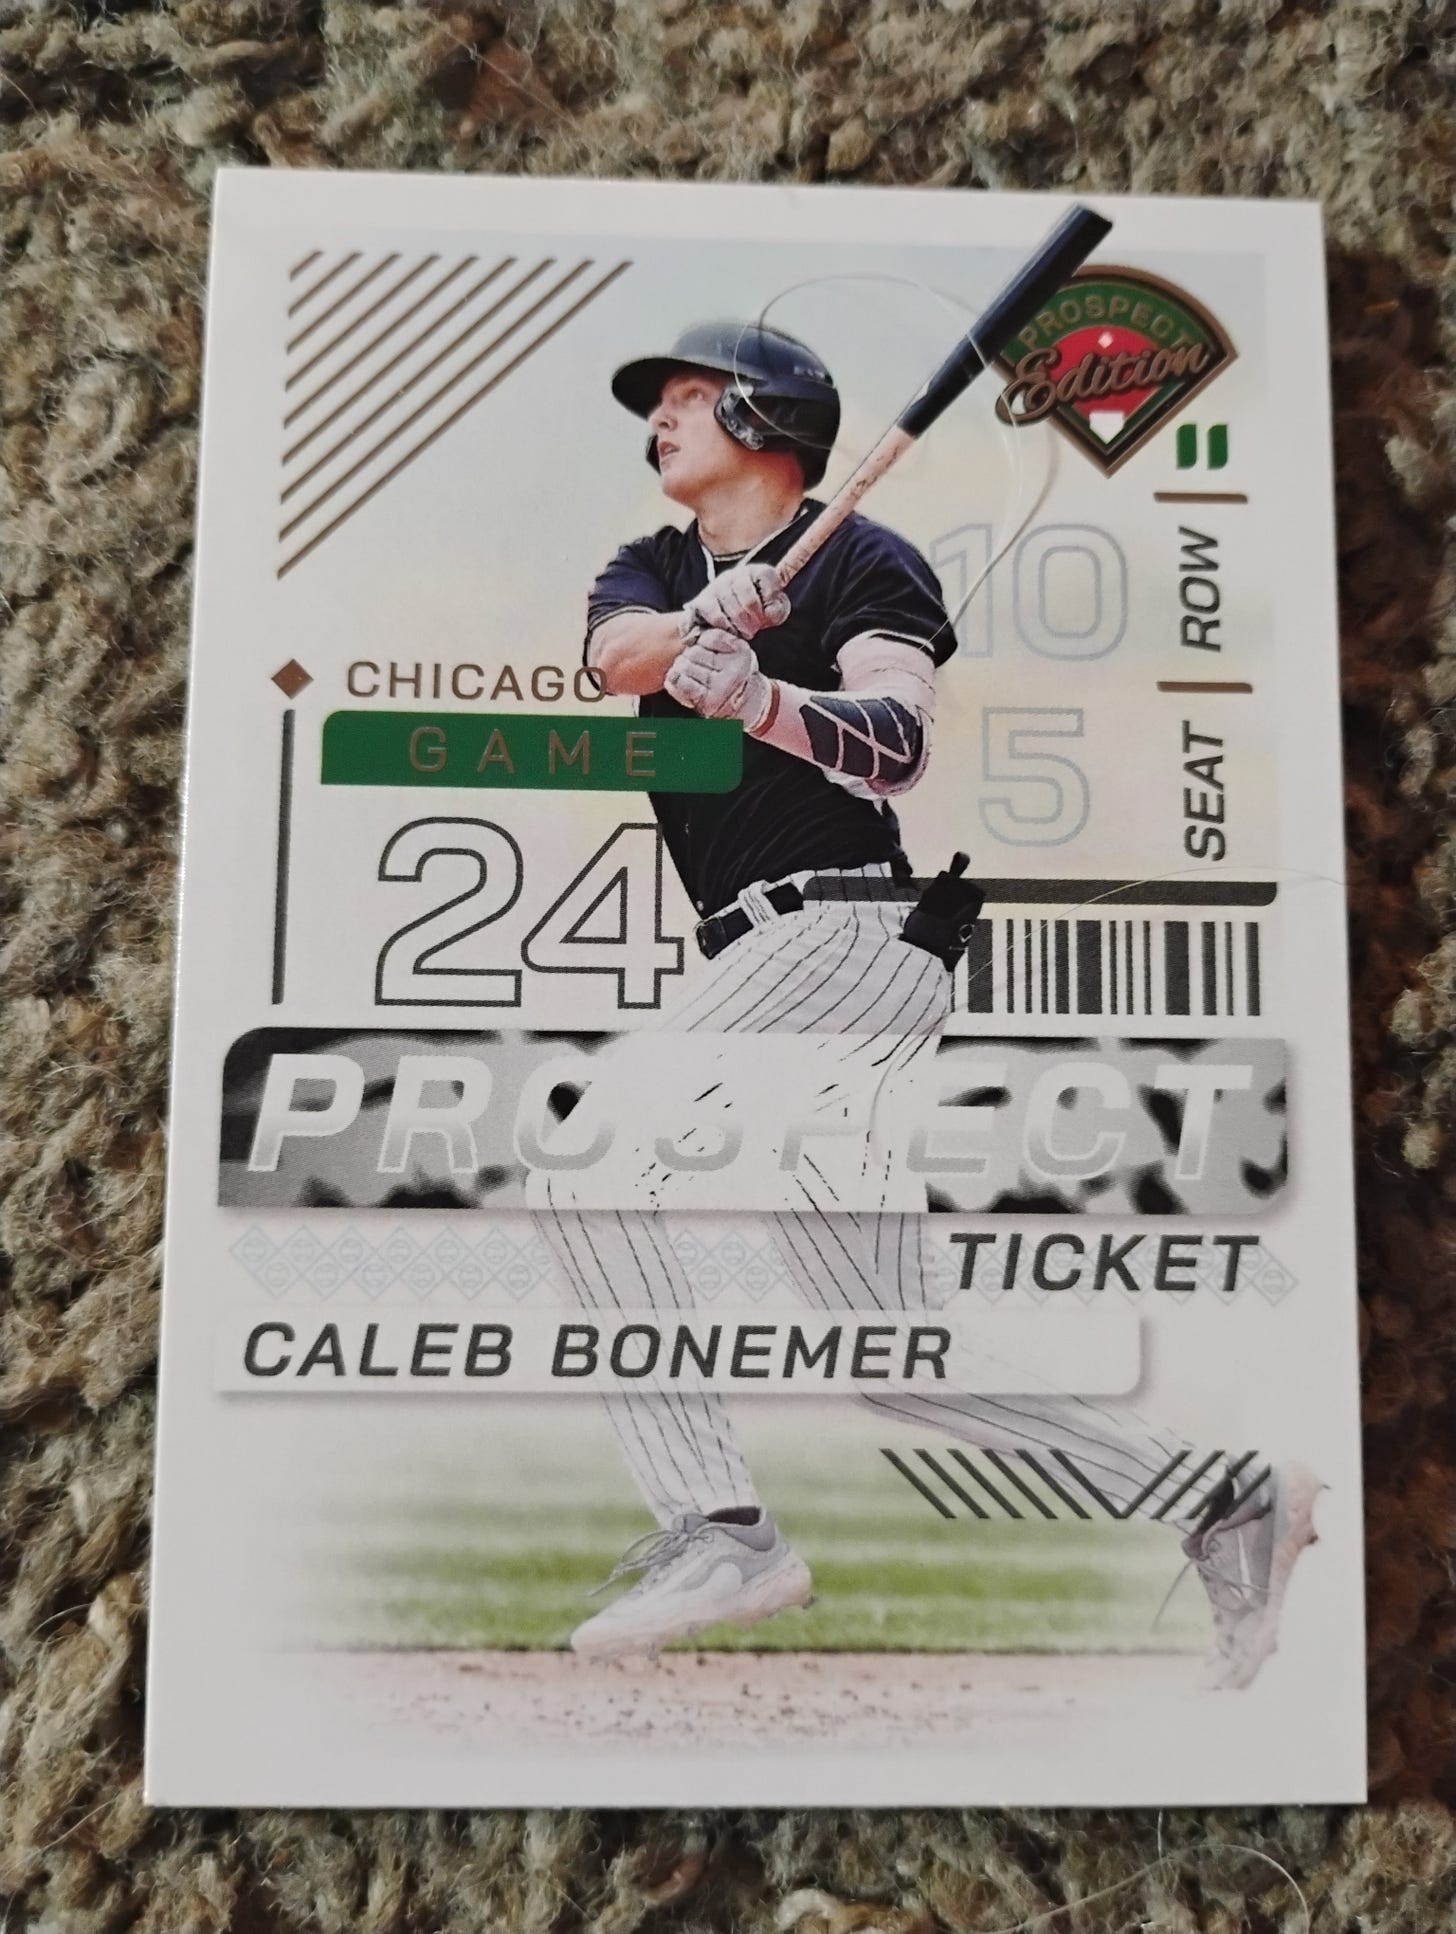 PROSPECT
Edition
10
ROW
CHICAGO
GAME
5
SEAT
24
PROSPECT
TICKET
CALEB BONEMER